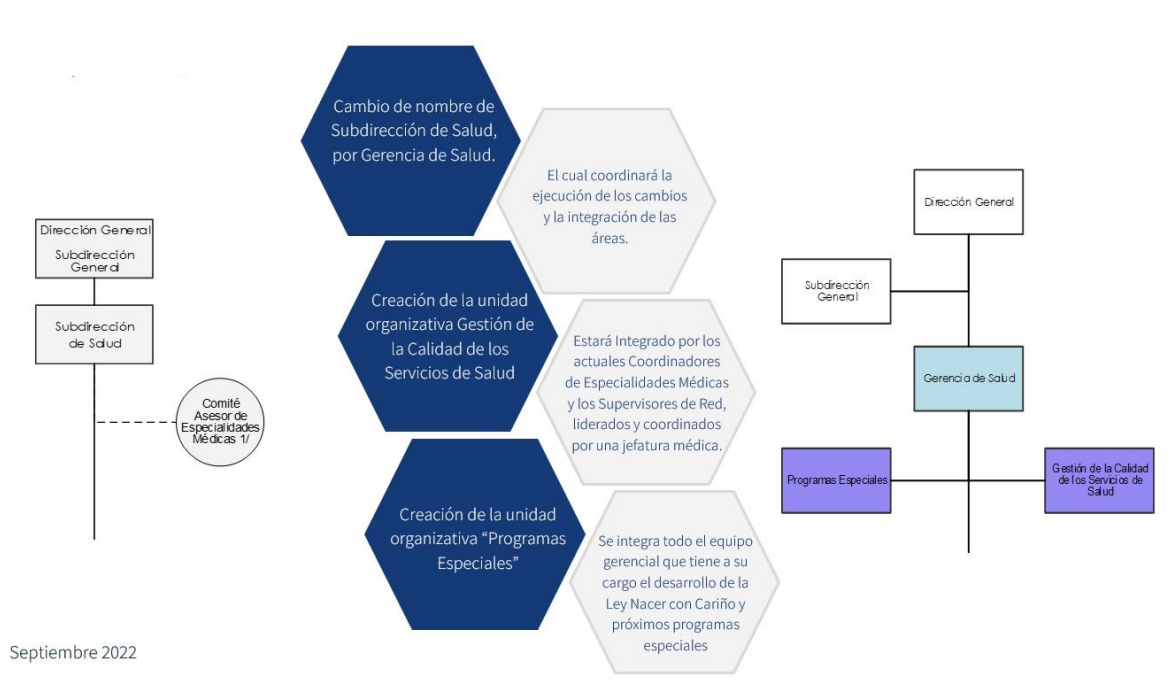 Dirección General
Subdirección
General
Subdirección
de Salud
Comité
Asesor de
Especialidades
Médicas 1/
Cambio de nombre de
Subdirección de Salud,
por Gerencia de Salud.
El cual coordinará la
ejecución de los cambios
y la integración de las
áreas.
Creación de la unidad
organizativa Gestión de
la Calidad de los
Servicios de Salud
Estará Integrado por los
actuales Coordinadores
de Especialidades Médicas
y los Supervisores de Red,
liderados y coordinados
por una jefatura médica.
Creación de la unidad
organizativa “Programas
Especiales”
Se integra todo el equipo
gerencial que tiene a su
cargo el desarrollo de la
Ley Nacer con Cariño y
próximos programas
especiales
Dirección General
Subdirección
General
Gerencia de Salud
Programas Especiales
Gestión de la Calidad
de los Servicios de
Salud
Septiembre 2022